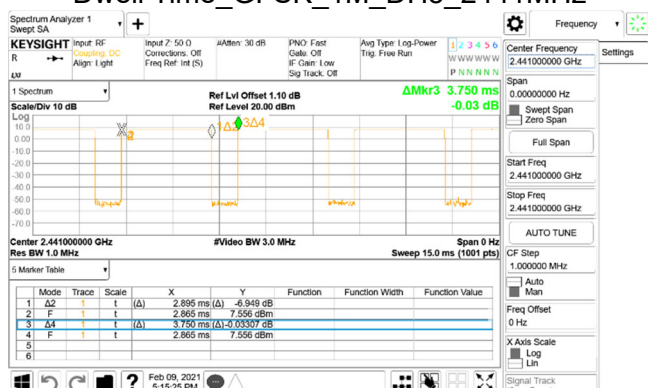 Spectrum Analyzer 1
Swept SA
+
Frequency
KEYSIGHT Input: RF Input Z: 50 Ω #Atten: 30 dB PNO: Fast Avg Type: Log-Power 1 2 3 4 5 6
R Coupling: DC Corrections: Off Gate: Off Trig: Free Run W W W W W W
Align: Light Freq Ref: Int (S) IF Gain: Low
Sig Track: Off P N N N N N
Center Frequency
2.441000000 GHz
Settings
1 Spectrum
Ref Lvl Offset 1.10 dB ΔMkr3 3.750 ms
Scale/Div 10 dB Ref Level 20.00 dBm -0.03 dB
Span
0.00000000 Hz
Swept Span
Zero Span
Full Span
Start Freq
2.441000000 GHz
Stop Freq
2.441000000 GHz
AUTO TUNE
CF Step
1.000000 MHz
Auto
Man
Freq Offset
0 Hz
X Axis Scale
Log
Lin
Signal Track
Log
10.0
0.00
-10.0
-20.0
-30.0
-40.0
-50.0
-60.0
-70.0
1Δ2 3Δ4
Center 2.441000000 GHz #Video BW 3.0 MHz Span 0 Hz
Res BW 1.0 MHz Sweep 15.0 ms (1001 pts)
5 Marker Table
Mode Trace Scale X Y Function Function Width Function Value
1 Δ2 1 t (Δ) 2.895 ms (Δ) -6.949 dB
2 F 1 t 2.865 ms 7.556 dBm
3 Δ4 1 t (Δ) 3.750 ms (Δ) -0.03307 dB
4 F 1 t 2.865 ms 7.556 dBm
5
6
? Feb 09, 2021
5:15:25 PM